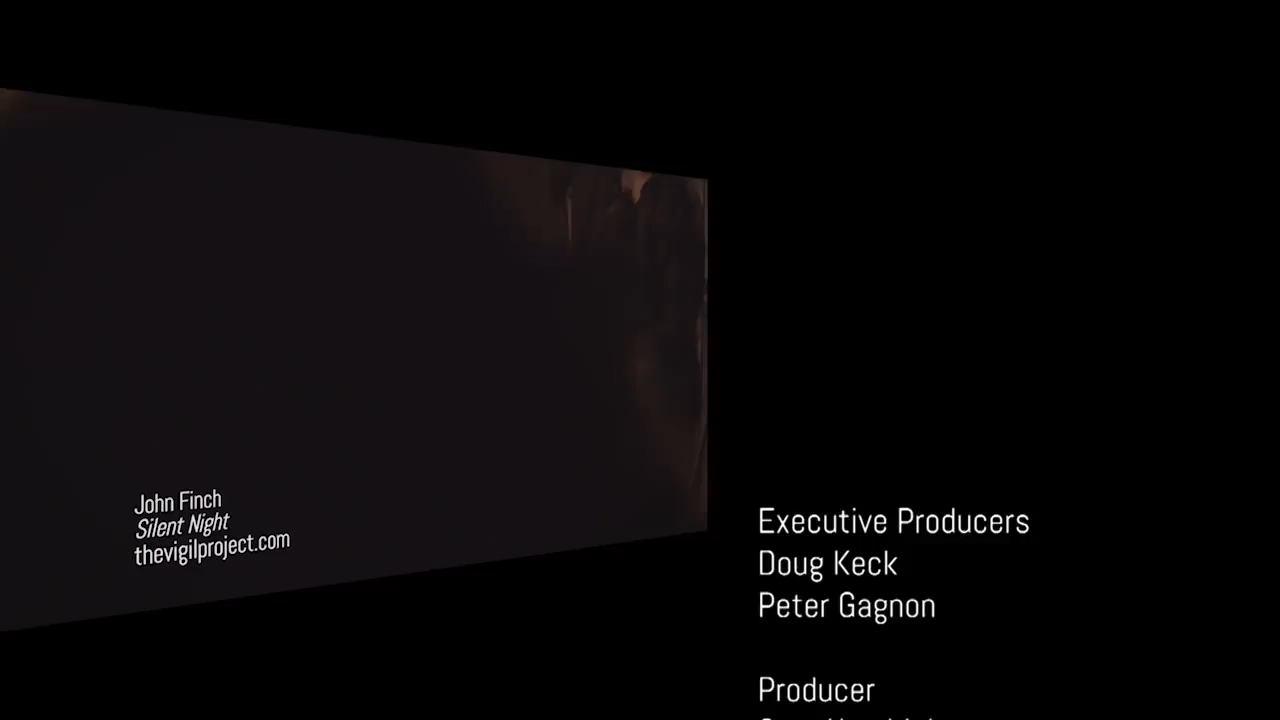 John Finch
Silent Night
thevigilproject.com
Executive Producers
Doug Keck
Peter Gagnon
Producer